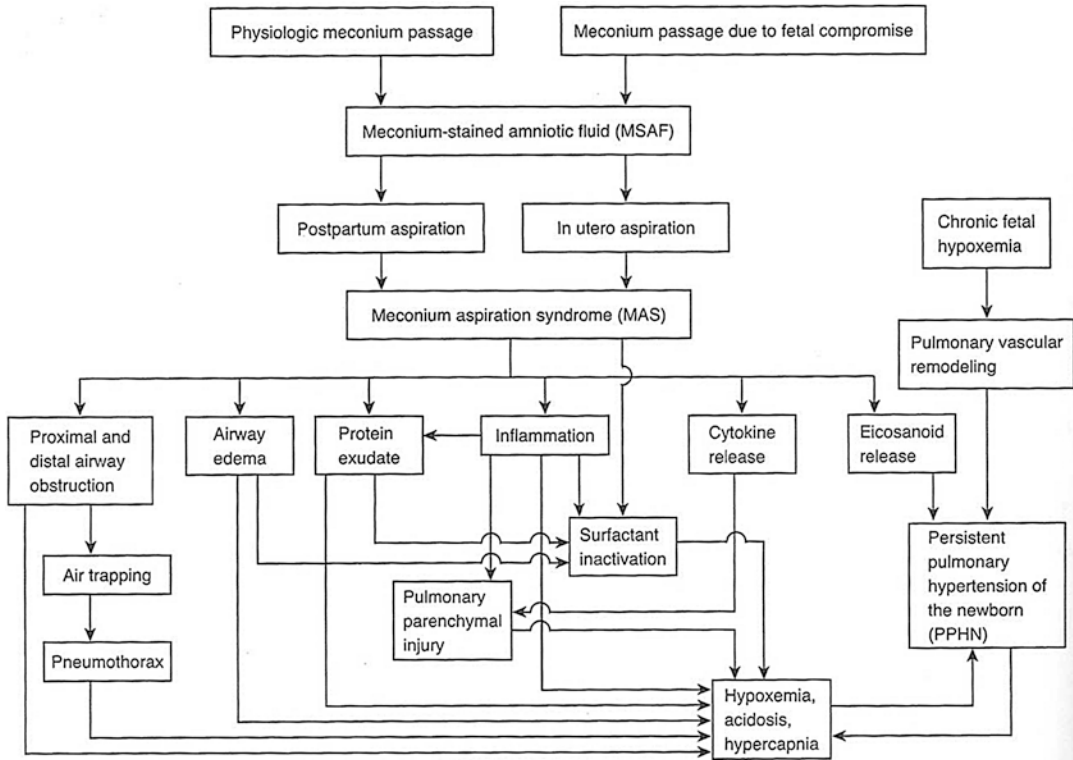 Physiologic meconium passage
Meconium passage due to fetal compromise
Meconium-stained amniotic fluid (MSAF)
Postpartum aspiration
In utero aspiration
Chronic fetal
hypoxemia
Meconium aspiration syndrome (MAS)
Pulmonary vascular
remodeling
Proximal and
distal airway
obstruction
Airway
edema
Protein
exudate
Inflammation
Cytokine
release
Eicosanoid
release
Surfactant
inactivation
Persistent
pulmonary
hypertension of
the newborn
(PPHN)
Air trapping
Pulmonary
parenchymal
injury
Pneumothorax
Hypoxemia,
acidosis,
hypercapnia